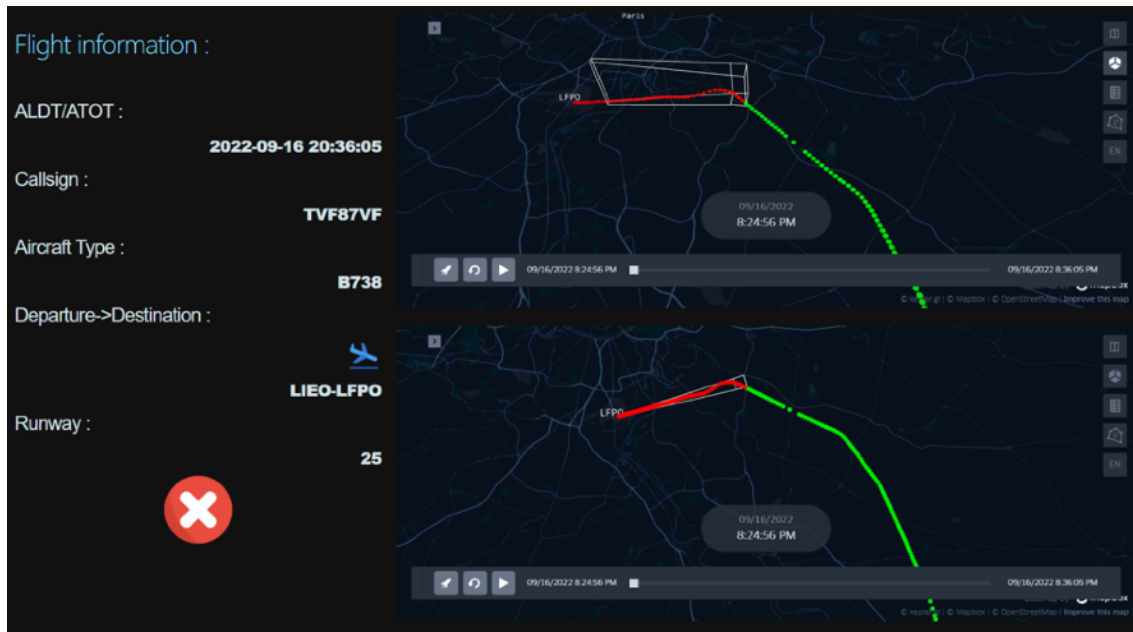 Flight information :
ALDT/ATOT :
2022-09-16 20:36:05
Callsign :
TVF87VF
Aircraft Type :
B738
Departure->Destination :
LIEO-LFPO
Runway :
25
Paris
LFPO
EN
09/16/2022
8:24:56 PM
09/16/2022 8:24:56 PM
09/16/2022 8:36:05 PM
mapbox
© kepler.gl | © Mapbox | © OpenStreetMap | Improve this map
LFPO
EN
09/16/2022
8:24:56 PM
09/16/2022 8:24:56 PM
09/16/2022 8:36:05 PM
mapbox
© kepler.gl | © Mapbox | © OpenStreetMap | Improve this map